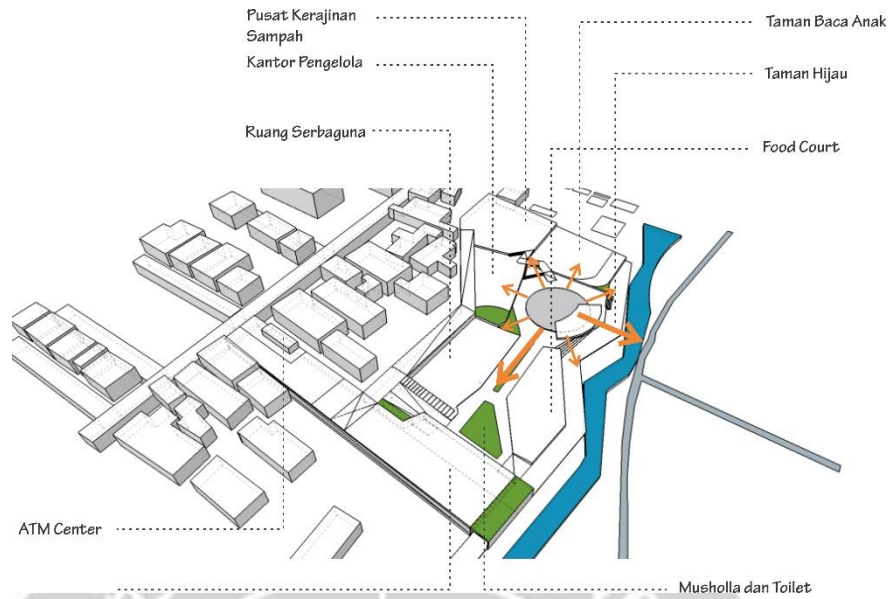 Pusat Kerajinan
Sampah
Taman Baca Anak
Kantor Pengelola
Taman Hijau
Ruang Serbaguna
Food Court
ATM Center
Musholla dan Toilet